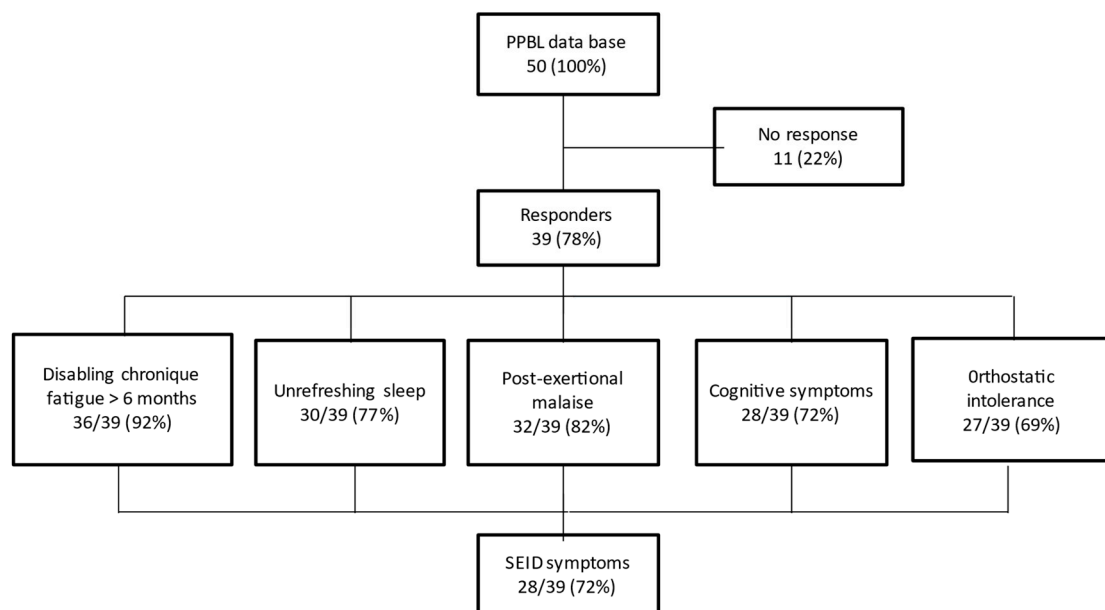 PPBL data base
50 (100%)
No response
11 (22%)
Responders
39 (78%)
Disabling chronique
fatigue > 6 months
36/39 (92%)
Unrefreshing sleep
30/39 (77%)
Post-exertional
malaise
32/39 (82%)
Cognitive symptoms
28/39 (72%)
0rthostatic
intolerance
27/39 (69%)
SEID symptoms
28/39 (72%)